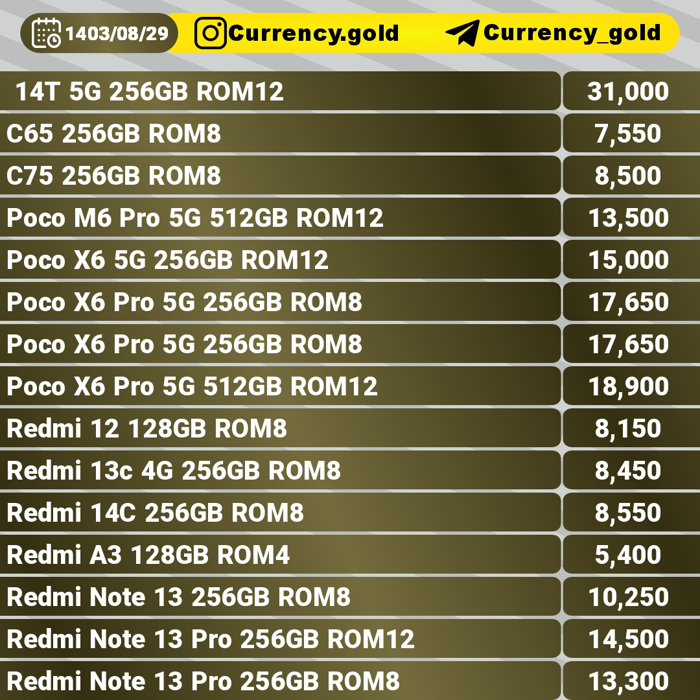 1403/08/29 Currency.gold Currency_gold
14T 5G 256GB ROM12 31,000
C65 256GB ROM8 7,550
C75 256GB ROM8 8,500
Poco M6 Pro 5G 512GB ROM12 13,500
Poco X6 5G 256GB ROM12 15,000
Poco X6 Pro 5G 256GB ROM8 17,650
Poco X6 Pro 5G 256GB ROM8 17,650
Poco X6 Pro 5G 512GB ROM12 18,900
Redmi 12 128GB ROM8 8,150
Redmi 13c 4G 256GB ROM8 8,450
Redmi 14C 256GB ROM8 8,550
Redmi A3 128GB ROM4 5,400
Redmi Note 13 256GB ROM8 10,250
Redmi Note 13 Pro 256GB ROM12 14,500
Redmi Note 13 Pro 256GB ROM8 13,300